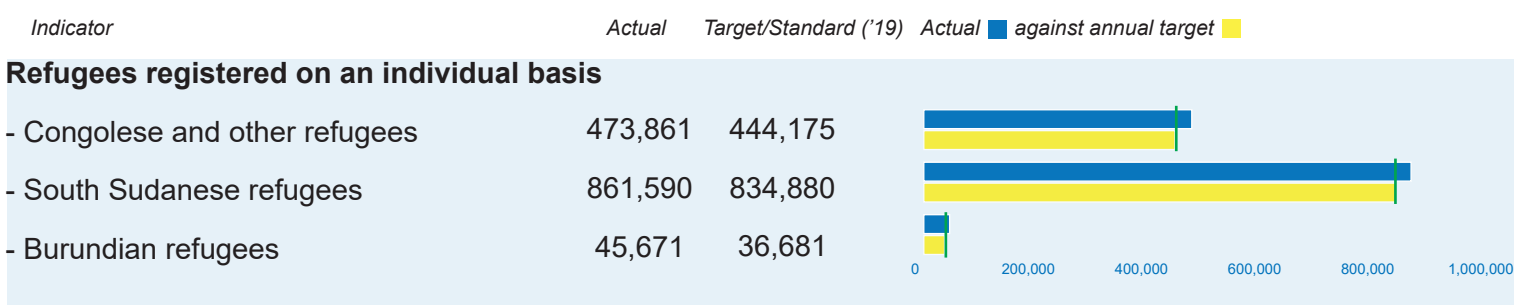 Indicator Actual Target/Standard (’19) Actual against annual target
Refugees registered on an individual basis
- Congolese and other refugees 473,861 444,175
- South Sudanese refugees 861,590 834,880
- Burundian refugees 45,671 36,681
0 200,000 400,000 600,000 800,000 1,000,000